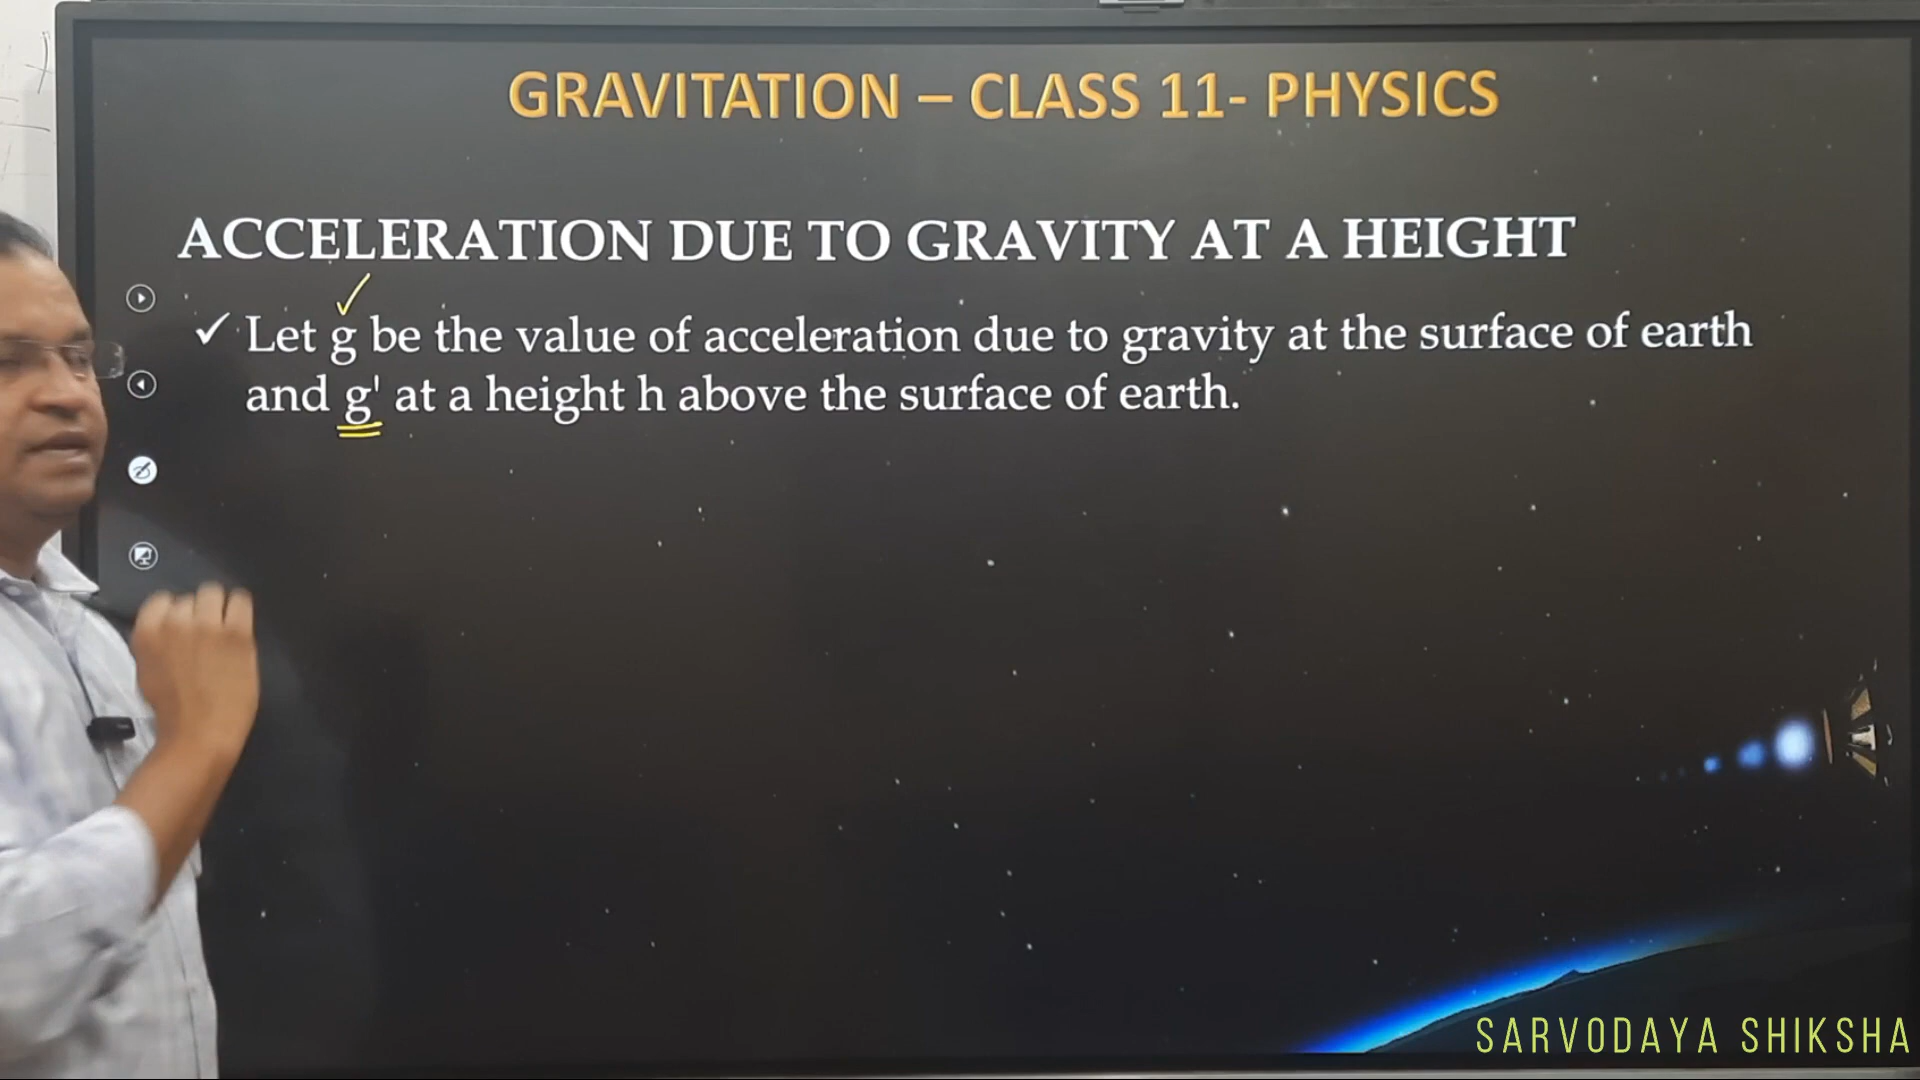 GRAVITATION – CLASS 11- PHYSICS
ACCELERATION DUE TO GRAVITY AT A HEIGHT
✓ Let g be the value of acceleration due to gravity at the surface of earth
and g' at a height h above the surface of earth.
SARVODAYA SHIKSHA